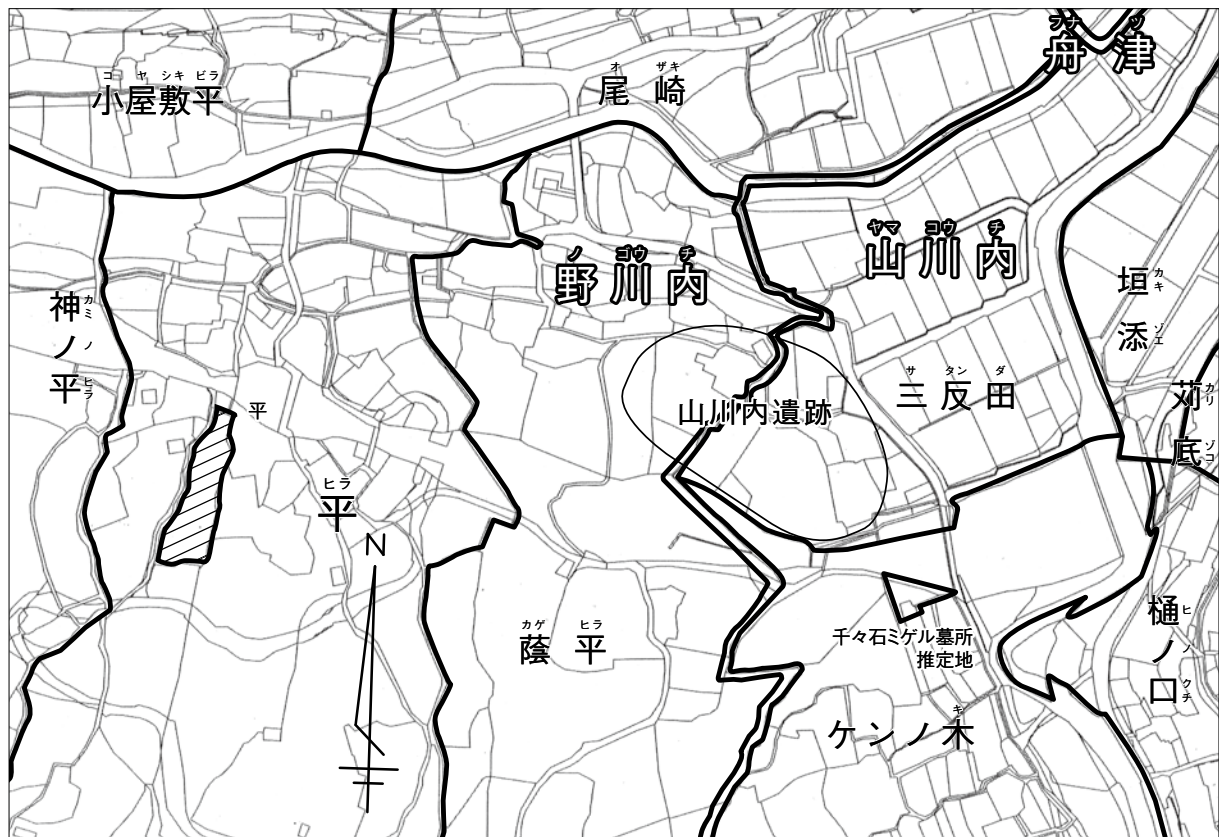 フナ ツ
舟津
コ ヤ シキ ビラ
小屋敷平
オ ザキ
尾崎
ヤマ コウ チ
山川内
ノ ゴウ チ
野川内
カキ ゾエ
垣添
カミ ノ ヒラ
神ノ平
サ タン ダ
三反田
カリ ゾコ
苅底
山川内遺跡
平
ヒラ
平
N
カゲ ヒラ
蔭平
千々石ミゲル墓所
推定地
ヒ ノ クチ
樋ノ口
キ
ケンノ木